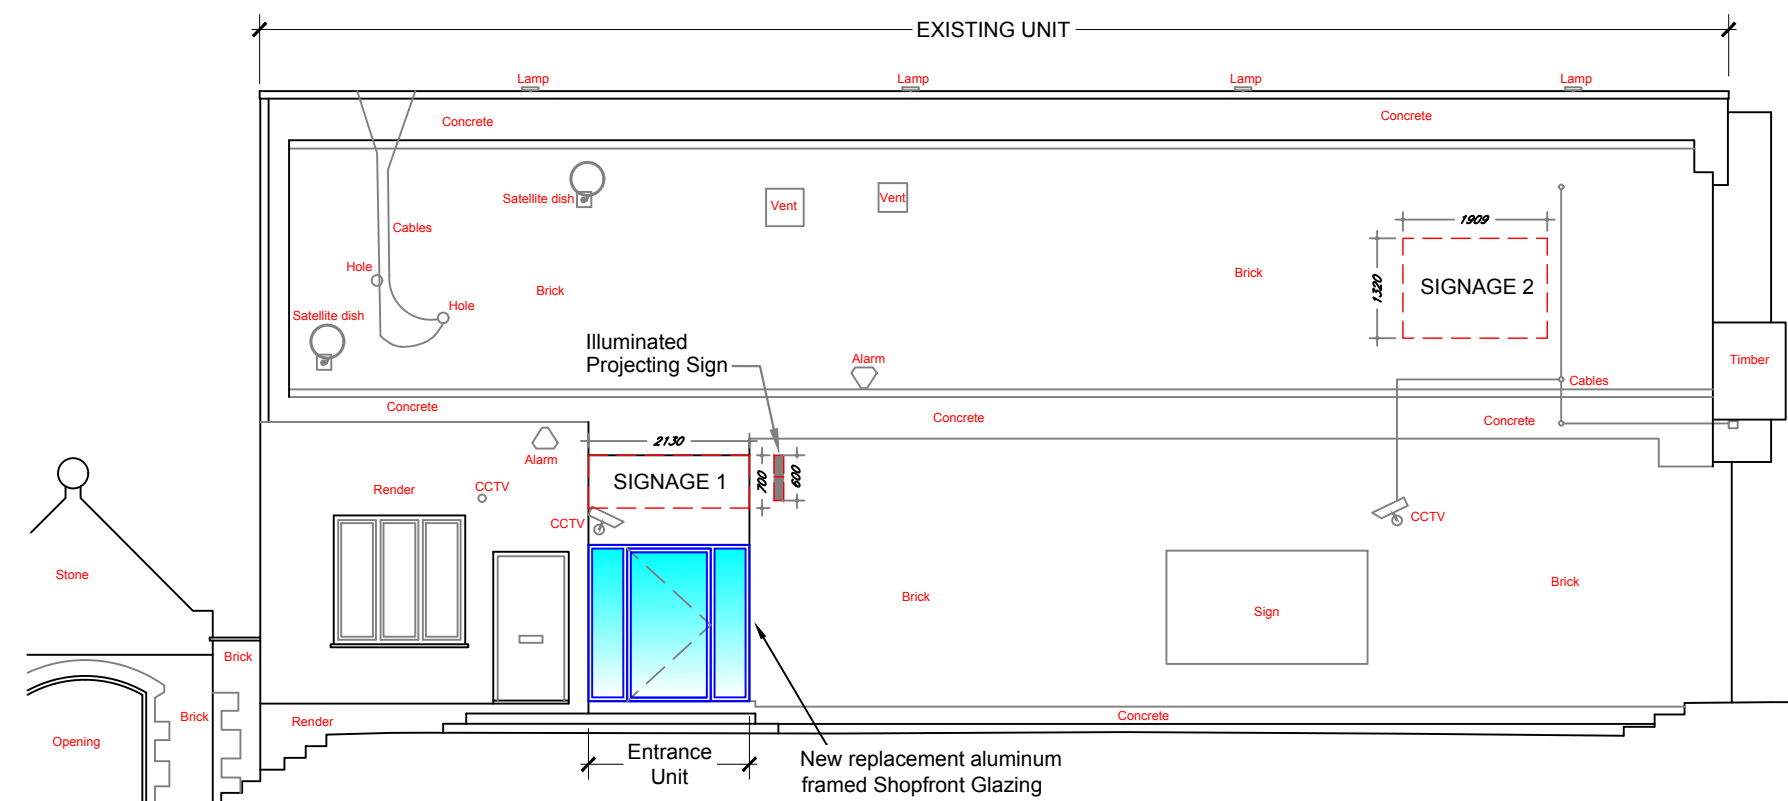 EXISTING UNIT
Lamp
Lamp
Lamp
Lamp
Concrete
Concrete
Satellite dish
Vent
Vent
Cables
1909
Hole
Brick
Brick
1320
SIGNAGE 2
Hole
Satellite dish
Illuminated
Projecting Sign
Alarm
Timber
Cables
Concrete
Concrete
Concrete
2130
Alarm
SIGNAGE 1
700
600
Render
CCTV
CCTV
CCTV
Stone
Brick
Brick
Sign
Brick
Brick
Render
Concrete
Opening
Entrance
Unit
New replacement aluminum
framed Shopfront Glazing